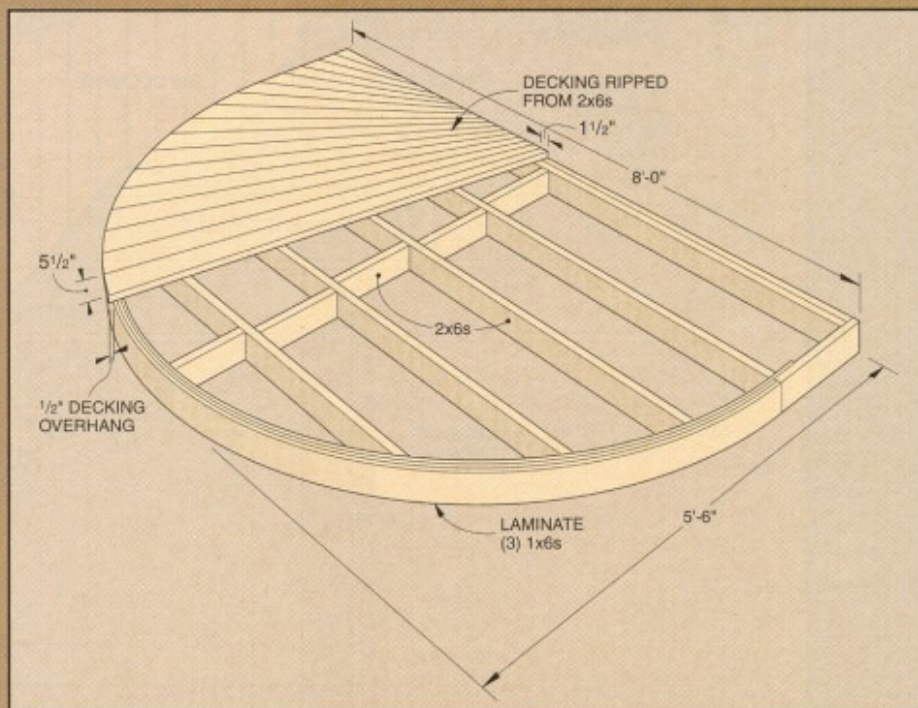 DECKING RIPPED
FROM 2x6s
1 1/2"
8'-0"
5 1/2"
2x6s
1/2" DECKING
OVERHANG
LAMINATE
(3) 1x6s
5'-6"